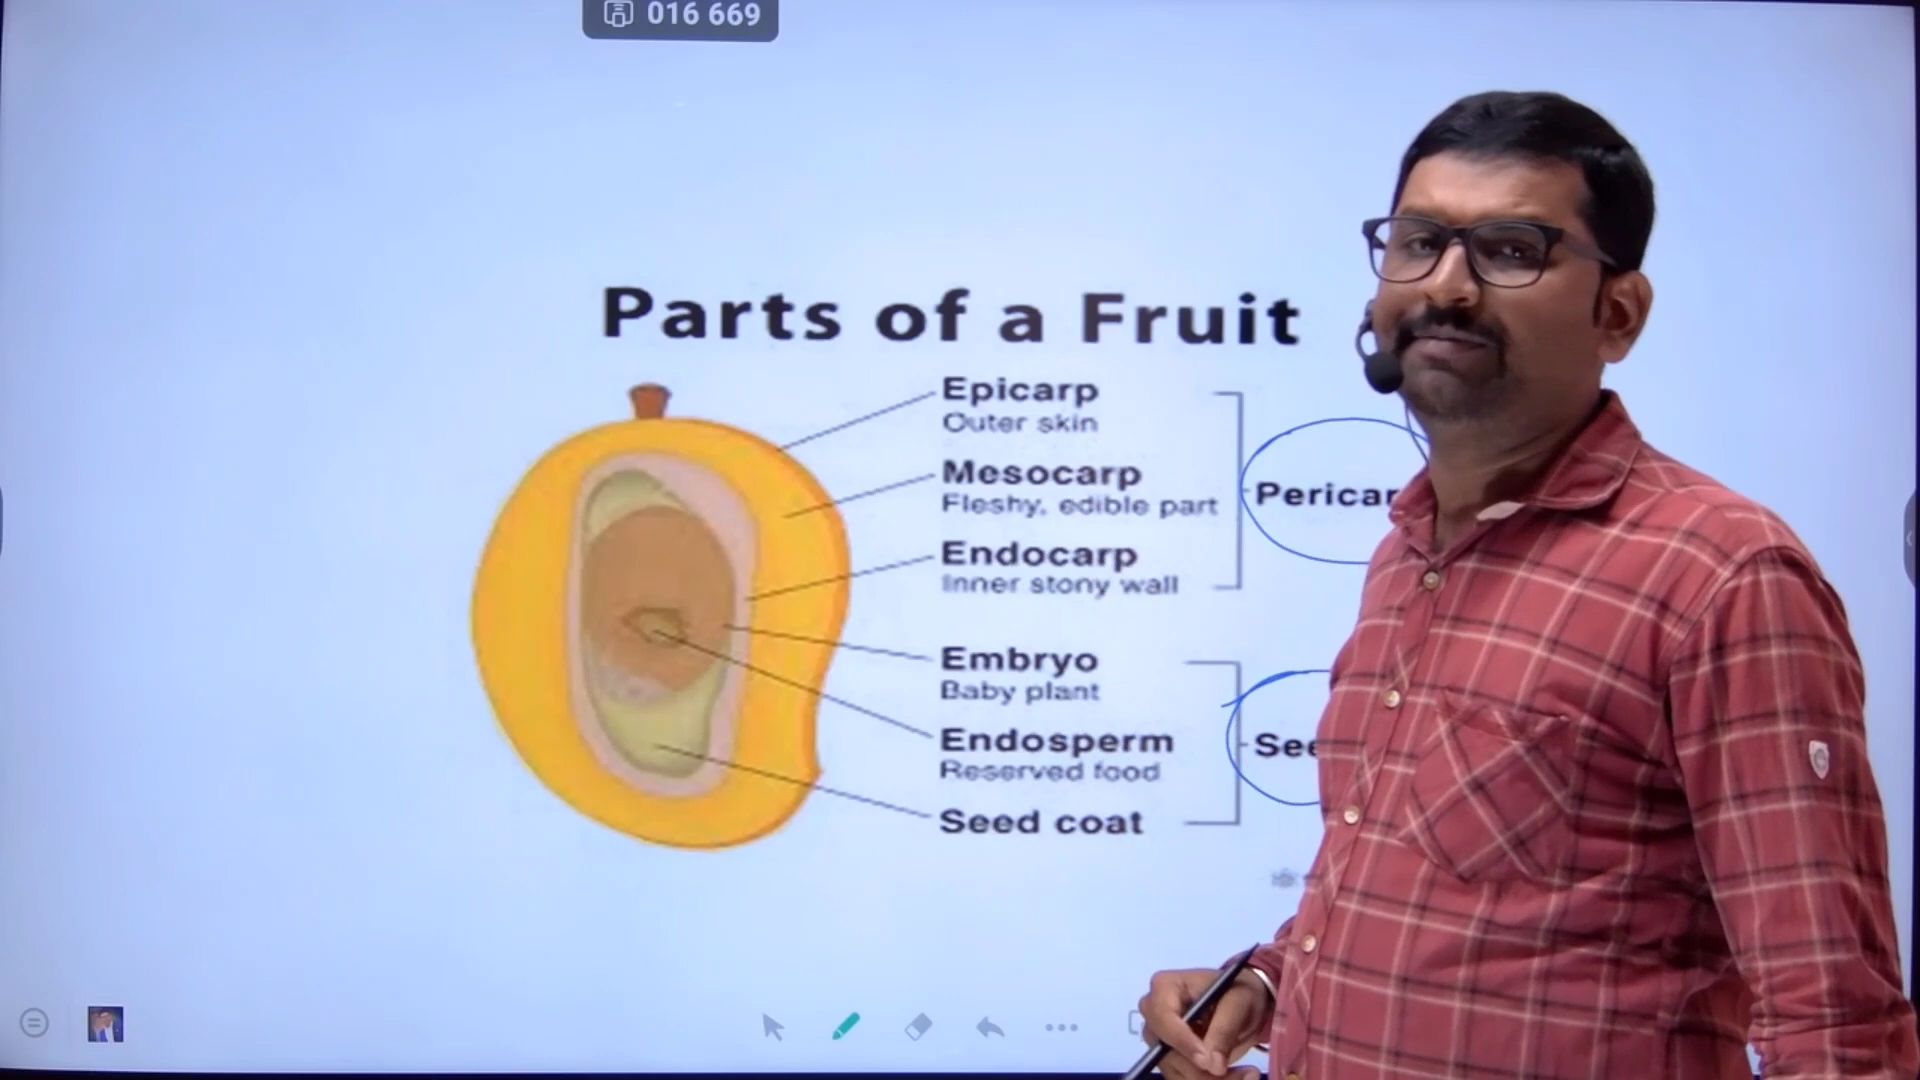 016 669
Parts of a Fruit
Epicarp
Outer skin
Mesocarp
Fleshy, edible part
Endocarp
Inner stony wall
Pericar
Embryo
Baby plant
Endosperm
Reserved food
See
Seed coat